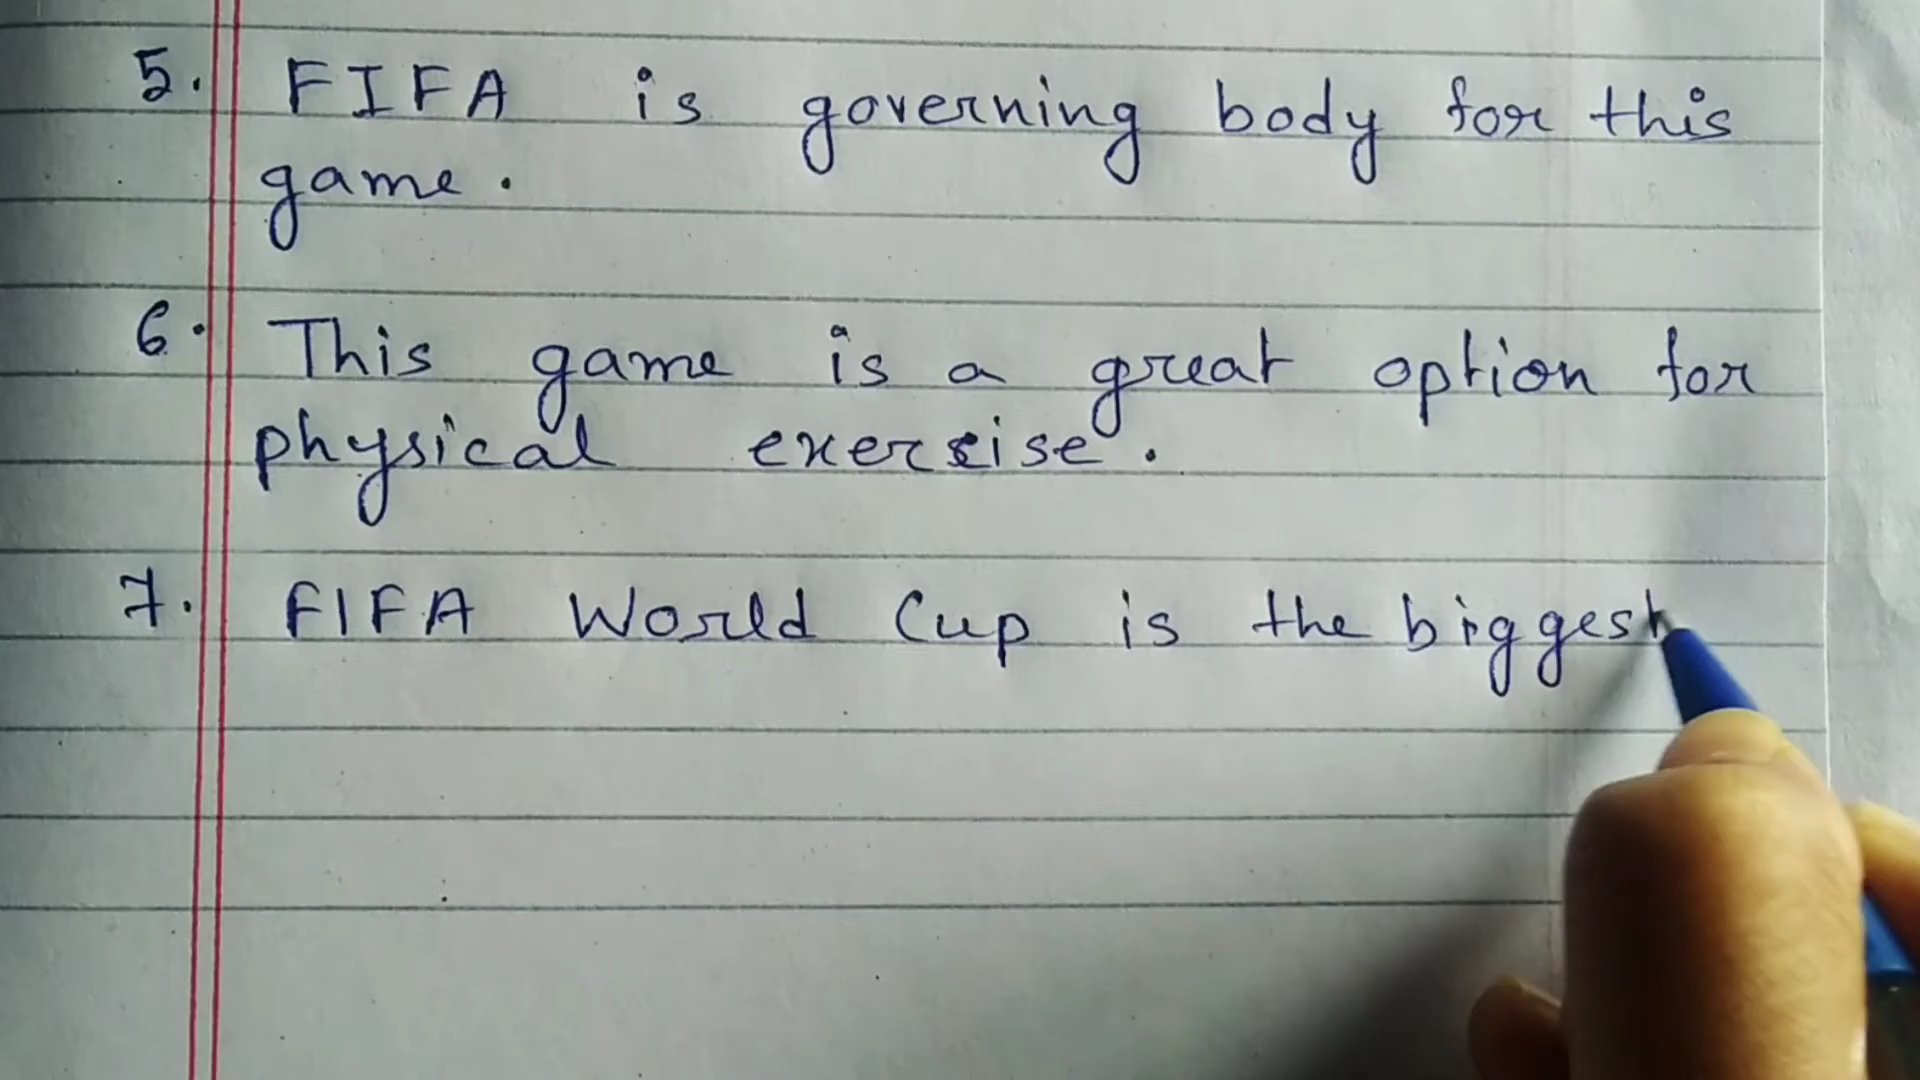 5. FIFA is governing body for this
game.
6. This game is a great option for
physical exercise.
7. FIFA World Cup is the biggest